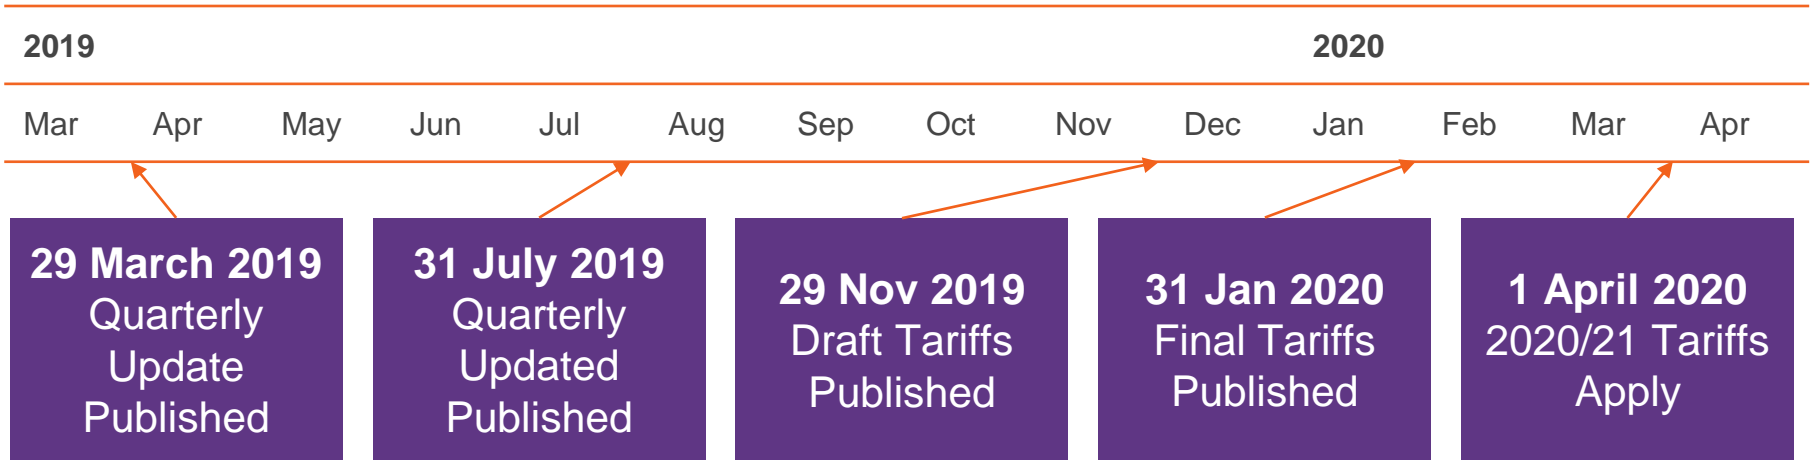 2019 2020
Mar Apr May Jun Jul Aug Sep Oct Nov Dec Jan Feb Mar Apr
29 March 2019
Quarterly
Update
Published
31 July 2019
Quarterly
Updated
Published
29 Nov 2019
Draft Tariffs
Published
31 Jan 2020
Final Tariffs
Published
1 April 2020
2020/21 Tariffs
Apply